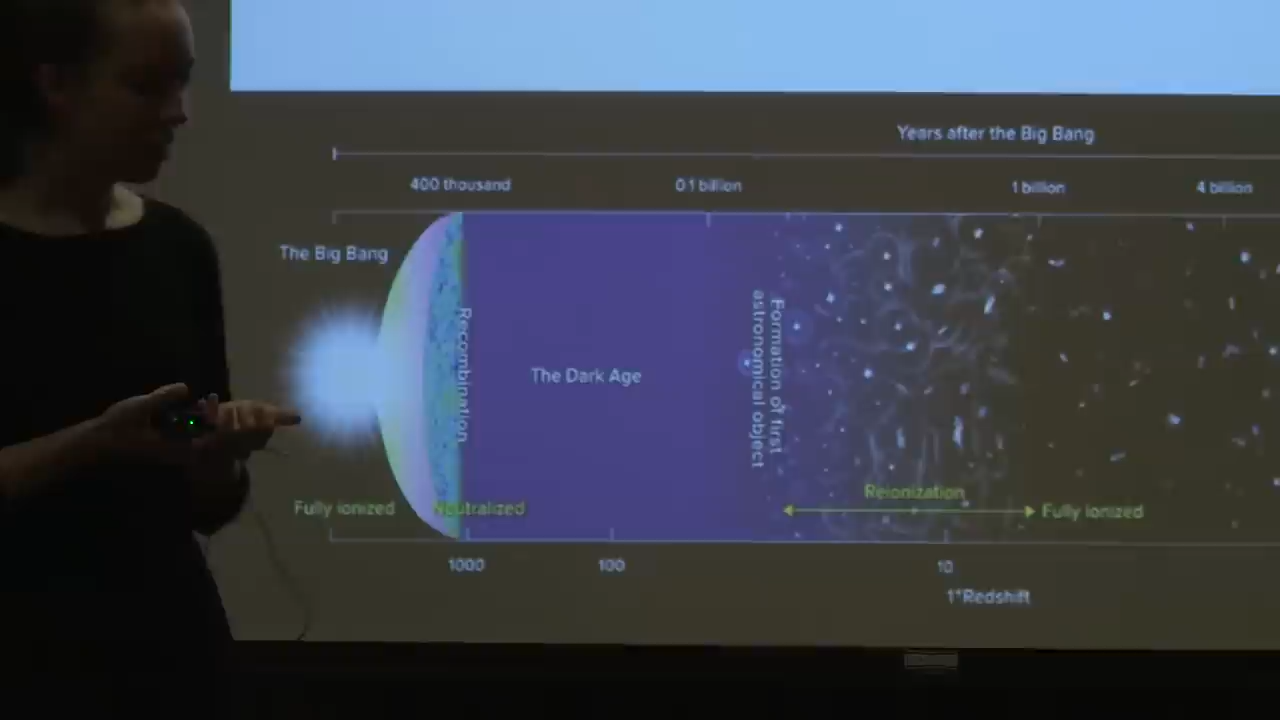 Years after the Big Bang
400 thousand
0 1 billion
1 billion
4 billion
The Big Bang
Recombination
The Dark Age
Formation of first
astronomical object
Reionization
Fully ionized
Neutralized
Fully ionized
1000
100
10
1*Redshift